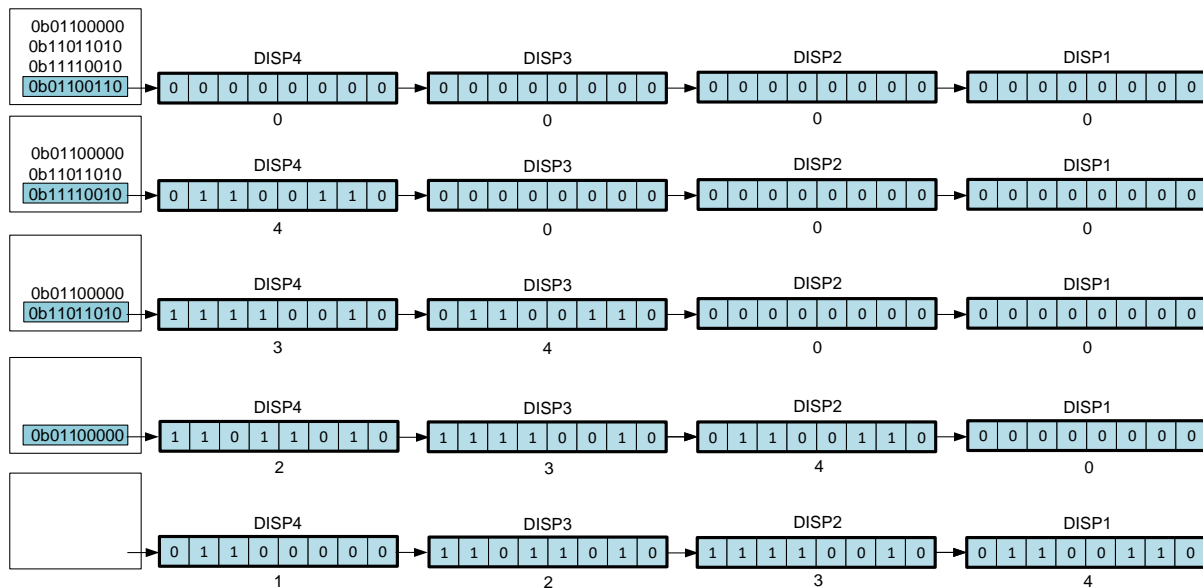 0b01100000
0b11011010
0b11110010
0b01100110
DISP4 DISP3 DISP2 DISP1
0 0 0 0 0 0 0 0 0 0 0 0 0 0 0 0 0 0 0 0 0 0 0 0 0 0 0 0 0 0 0 0
0 0 0 0
0b01100000
0b11011010
0b11110010
DISP4 DISP3 DISP2 DISP1
0 1 1 0 0 1 1 0 0 0 0 0 0 0 0 0 0 0 0 0 0 0 0 0 0 0 0 0 0 0 0 0
4 0 0 0
0b01100000
0b11011010
DISP4 DISP3 DISP2 DISP1
1 1 1 1 0 0 1 0 0 1 1 0 0 1 1 0 0 0 0 0 0 0 0 0 0 0 0 0 0 0 0 0
3 4 0 0
0b01100000
DISP4 DISP3 DISP2 DISP1
1 1 0 1 1 0 1 0 1 1 1 1 0 0 1 0 0 1 1 0 0 1 1 0 0 0 0 0 0 0 0 0
2 3 4 0
DISP4 DISP3 DISP2 DISP1
0 1 1 0 0 0 0 0 1 1 0 1 1 0 1 0 1 1 1 1 0 0 1 0 0 1 1 0 0 1 1 0
1 2 3 4